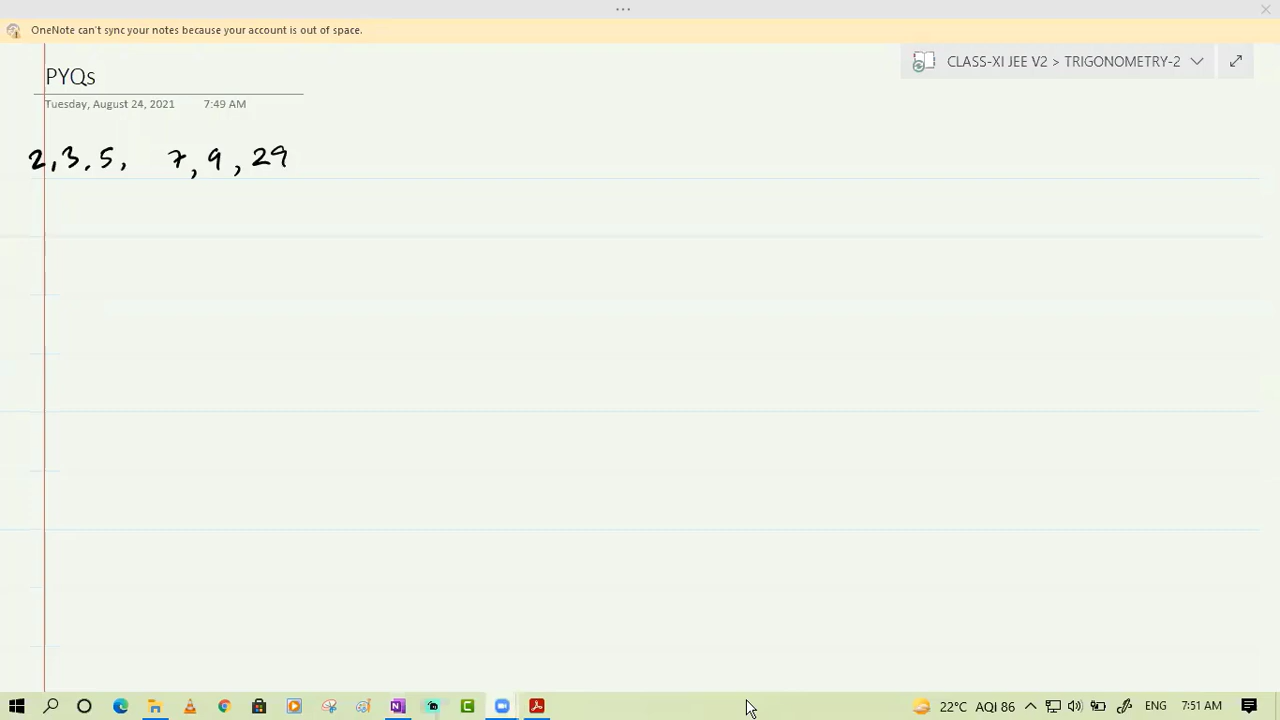 OneNote can't sync your notes because your account is out of space.
CLASS-XI JEE V2 > TRIGONOMETRY-2
PYQs
Tuesday, August 24, 2021 7:49 AM
2, 3, 5, 7, 9, 29
22°C AQI 86 ENG 7:51 AM